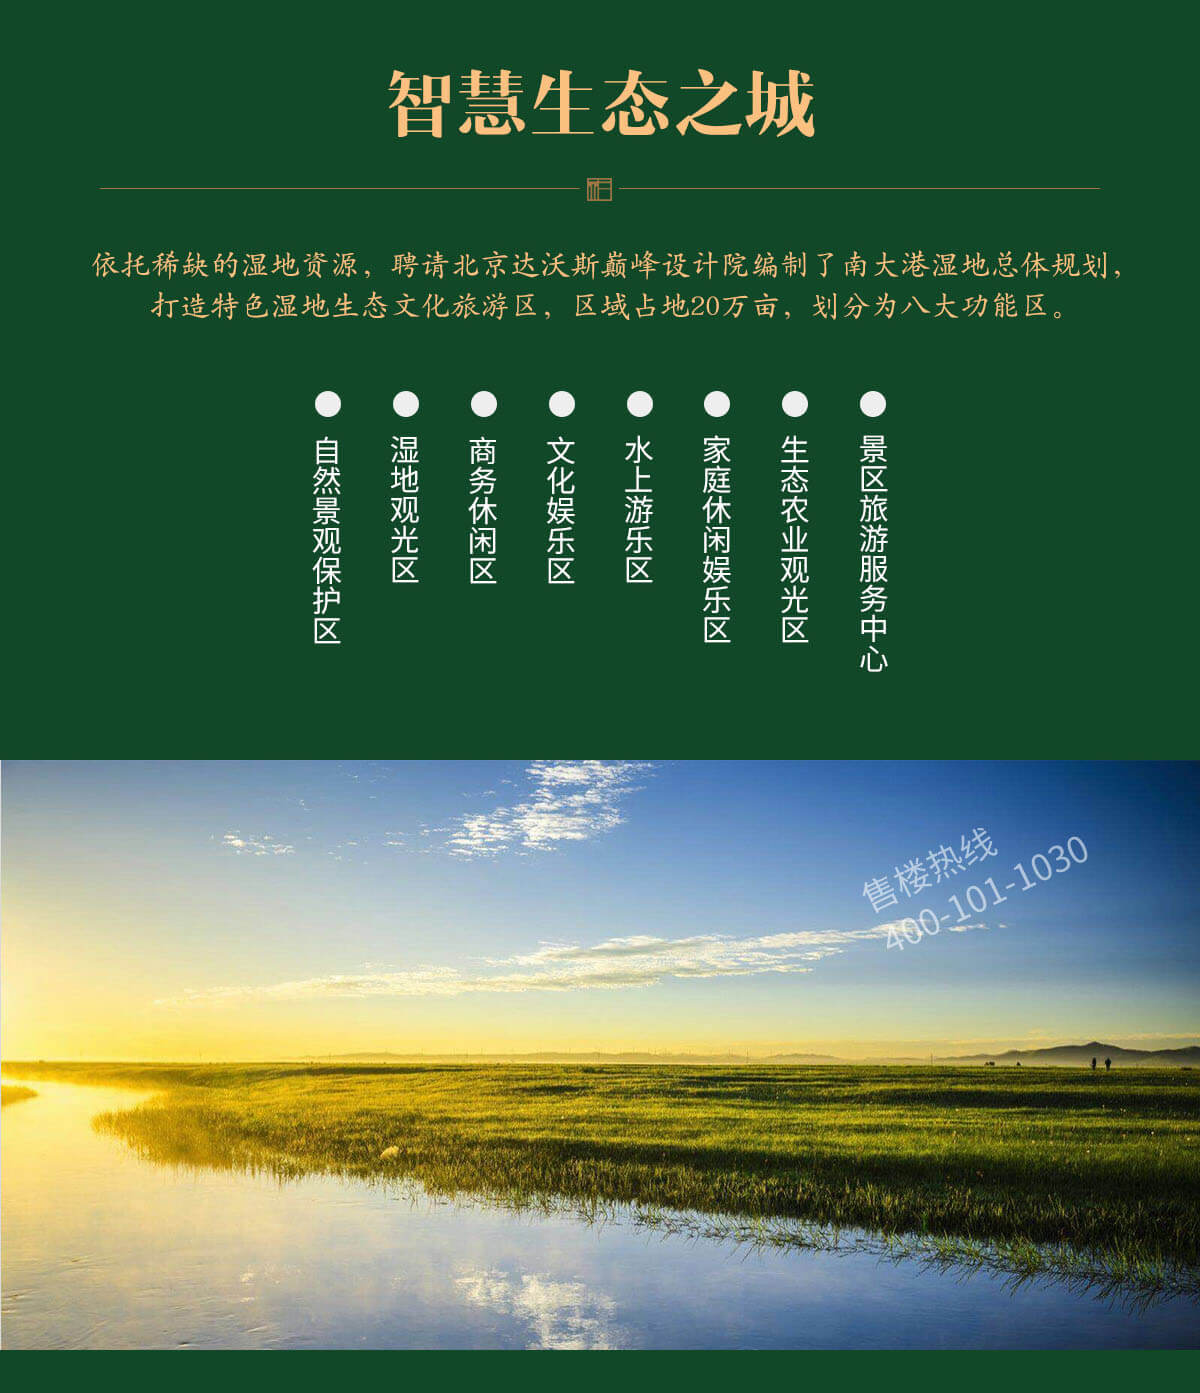 智慧生态之城
依托稀缺的湿地资源，聘请北京达沃斯巅峰设计院编制了南大港湿地总体规划，
打造特色湿地生态文化旅游区，区域占地20万亩，划分为八大功能区。
自然景观保护区
湿地观光区
商务休闲区
文化娱乐区
水上游乐区
家庭休闲娱乐区
生态农业观光区
景区旅游服务中心
售楼热线
400-101-1030